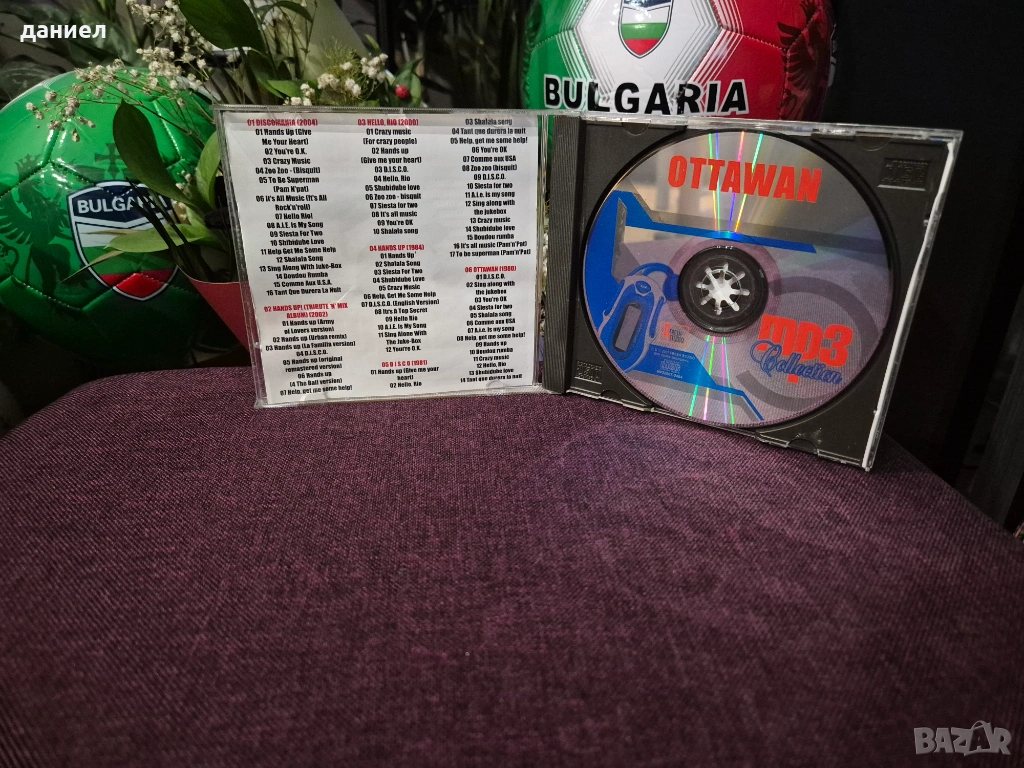 даниел
BULGARIA
BULGARIA
01 DISCOMANIA (2004)
01 Hands Up (Give
Me Your Heart)
02 You're O.K.
03 Crazy Music
04 Zoo Zoo - (Bisquit)
05 To Be Superman
(Pam N'pat)
06 It's All Music (It's All
Rock'n'roll)
07 Hello Rio!
08 A.I.E. Is My Song
09 Siesta For Two
10 Shibidube Love
11 Help Get Me Some Help
12 Shalala Song
13 Sing Along With Juke-Box
14 Doudou Rumba
15 Comme Aux U.S.A.
16 Tant Que Durera La Nuit
02 HANDS UP! (TRIBUTE 'N' MIX
ALBUM) (2002)
01 Hands up (Army
of Lovers version)
02 Hands up (Urban remix)
03 Hands up (La Familia version)
04 D.I.S.C.O.
05 Hands up (original
remastered version)
06 Hands up
(4 The Ball version)
07 Help, get me some help!
03 HELLO, RIO (2000)
01 Crazy music
(For crazy people)
02 Hands up
(Give me your heart)
03 D.I.S.C.O.
04 Hello, Rio
05 Shubidube love
06 Zoo zoo - bisquit
07 Siesta for two
08 It's all music
09 You're OK
10 Shalala song
04 HANDS UP (1984)
01 Hands Up
02 Shalala Song
03 Siesta For Two
04 Shubidube Love
05 Crazy Music
06 Help, Get Me Some Help
07 D.I.S.C.O. (English Version)
08 It's A Top Secret
09 Hello Rio
10 A.I.E. Is My Song
11 Sing Along With
The Juke-Box
12 You're O.K.
05 D I S C O (1981)
01 Hands up (Give me your
heart)
02 Hello, Rio
03 Shalala song
04 Tant que durera la nuit
05 Help, get me some help!
06 You're OK
07 Comme aux USA
08 Zoo zoo (bisquit)
09 D.I.S.C.O.
10 Siesta for two
11 A.i.e. is my song
12 Sing along with
the jukebox
13 Crazy music
14 Shubidube love
15 Doudou rumba
16 It's all music (Pam'n'Pat)
17 To be superman (Pam'n'Pat)
06 OTTAWAN (1980)
01 D.I.S.C.O.
02 Sing along with
the jukebox
03 You're OK
04 Siesta for two
05 Shalala song
06 Comme aux USA
07 A.i.e. is my song
08 Help, get me some help!
09 Hands up
10 Doudou rumba
11 Crazy music
12 Hello, Rio
13 Shubidube love
14 Tant que durera la nuit
OTTAWAN
mp3
Collection
BAZAR